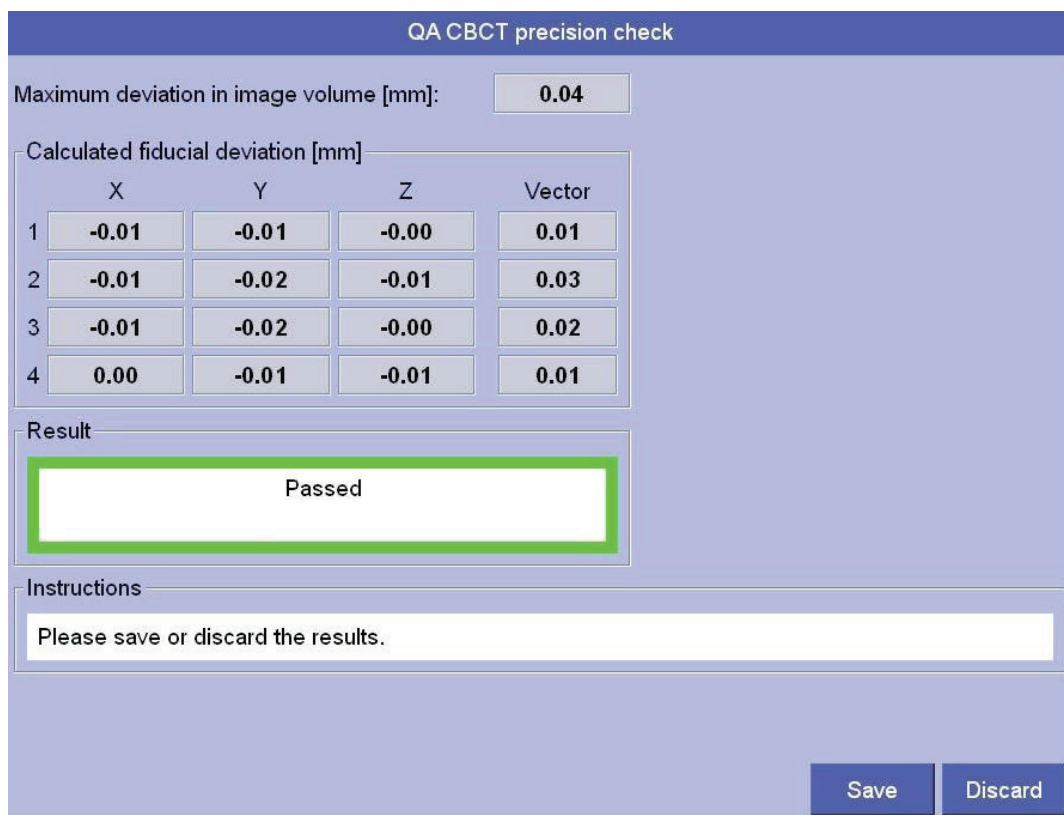 QA CBCT precision check
Maximum deviation in image volume [mm]: 0.04
Calculated fiducial deviation [mm]
X Y Z Vector
1 -0.01 -0.01 -0.00 0.01
2 -0.01 -0.02 -0.01 0.03
3 -0.01 -0.02 -0.00 0.02
4 0.00 -0.01 -0.01 0.01
Result
Passed
Instructions
Please save or discard the results.
Save Discard